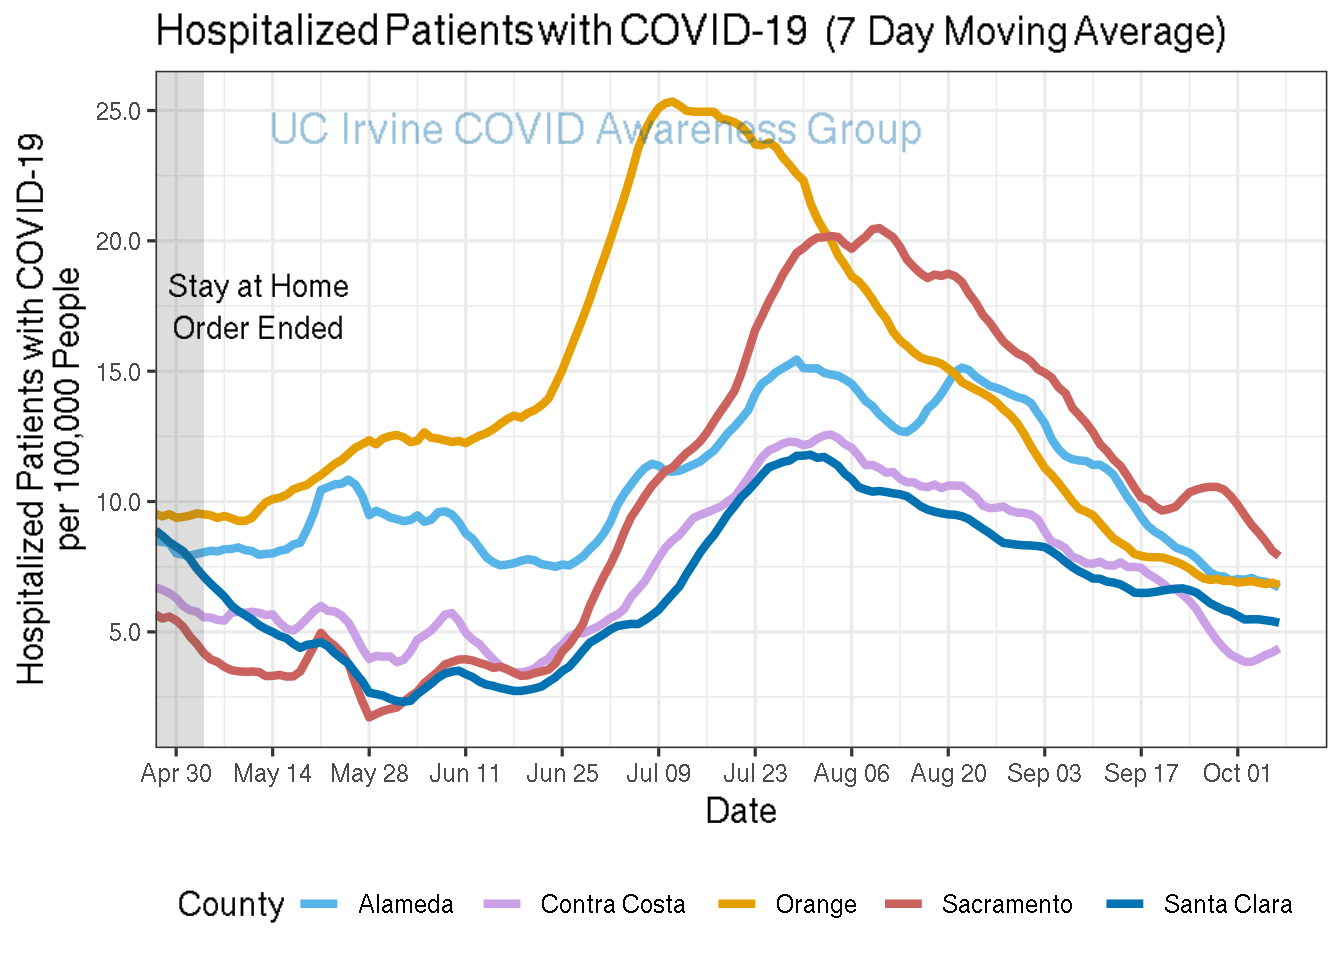 Hospitalized Patients with COVID-19 (7 Day Moving Average)
UC Irvine COVID Awareness Group
Stay at Home
Order Ended
Hospitalized Patients with COVID-19
per 100,000 People
25.0
20.0
15.0
10.0
5.0
Apr 30 May 14 May 28 Jun 11 Jun 25 Jul 09 Jul 23 Aug 06 Aug 20 Sep 03 Sep 17 Oct 01
Date
County Alameda Contra Costa Orange Sacramento Santa Clara